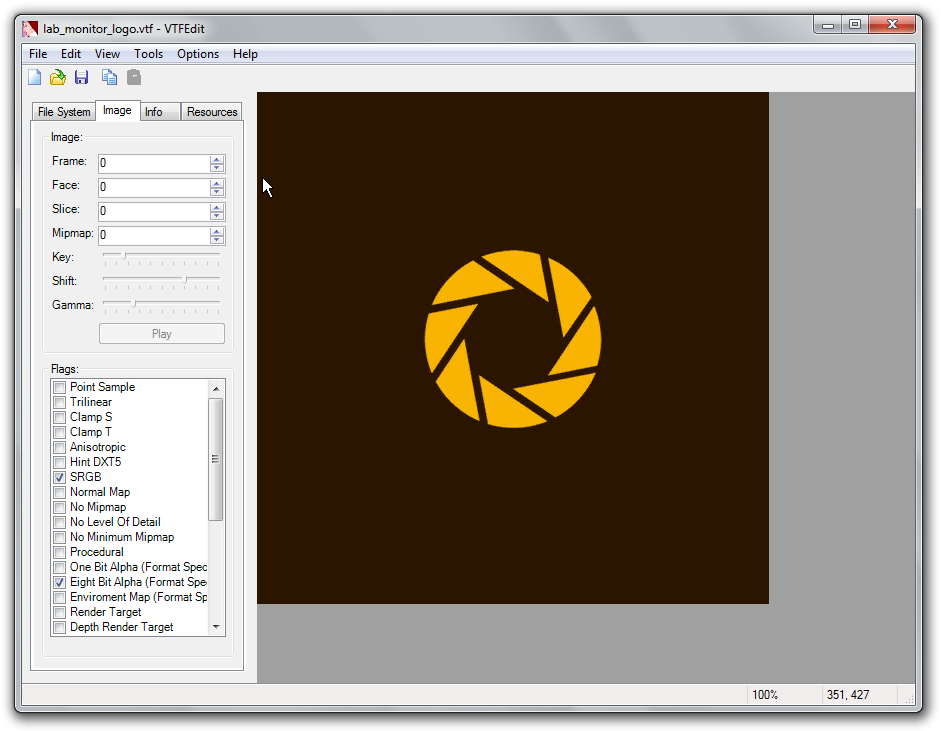 lab_monitor_logo.vtf - VTFEdit
File Edit View Tools Options Help
File System Image Info Resources
Image:
Frame: 0
Face: 0
Slice: 0
Mipmap: 0
Key:
Shift:
Gamma:
Play
Flags:
Point Sample
Trilinear
Clamp S
Clamp T
Anisotropic
Hint DXT5
SRGB
Normal Map
No Mipmap
No Level Of Detail
No Minimum Mipmap
Procedural
One Bit Alpha (Format Spec
Eight Bit Alpha (Format Spe
Enviroment Map (Format Sp
Render Target
Depth Render Target
100% 351, 427